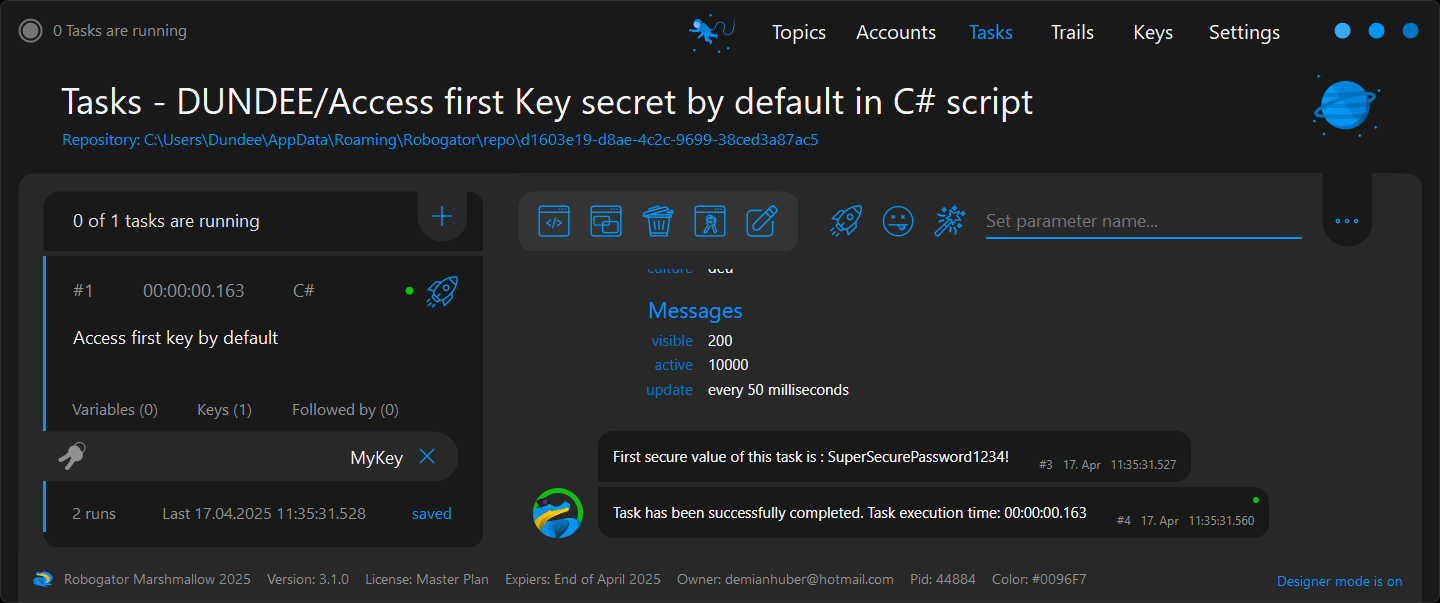 0 Tasks are running
Topics Accounts Tasks Trails Keys Settings
Tasks - DUNDEE/Access first Key secret by default in C# script
Repository: C:\Users\Dundee\AppData\Roaming\Robogator\repo\d1603e19-d8ae-4c2c-9699-38ced3a87ac5
0 of 1 tasks are running
#1 00:00:00.163 C#
Access first key by default
Variables (0) Keys (1) Followed by (0)
MyKey
2 runs Last 17.04.2025 11:35:31.528 saved
Set parameter name...
culture deu
Messages
visible 200
active 10000
update every 50 milliseconds
First secure value of this task is : SuperSecurePassword1234! #3 17. Apr 11:35:31.527
Task has been successfully completed. Task execution time: 00:00:00.163 #4 17. Apr 11:35:31.560
Robogator Marshmallow 2025 Version: 3.1.0 License: Master Plan Expiers: End of April 2025 Owner: demianhuber@hotmail.com Pid: 44884 Color: #0096F7
Designer mode is on